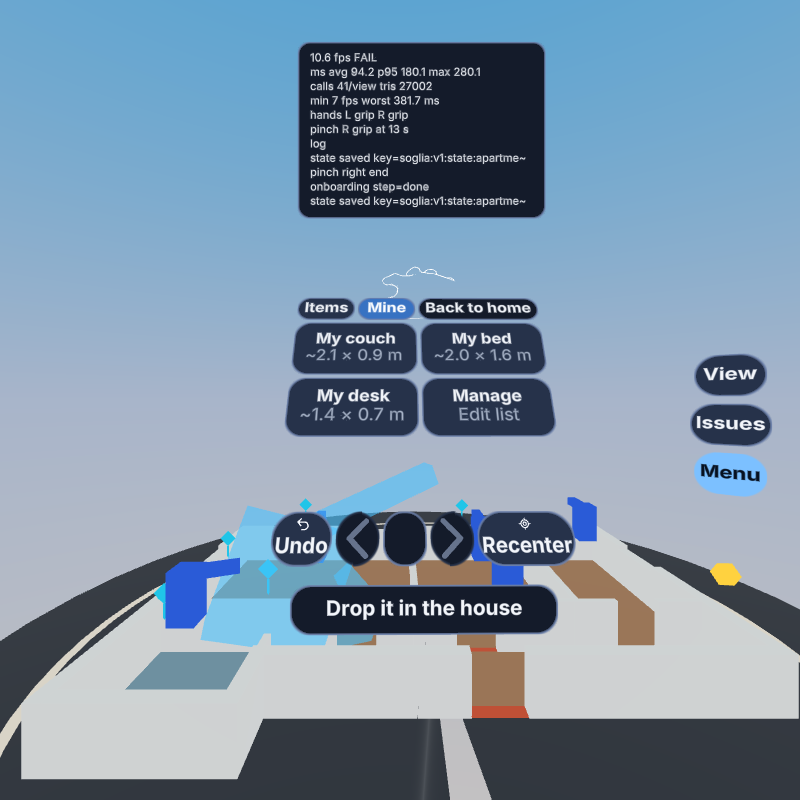 10.6 fps FAIL
ms avg 94.2 p95 180.1 max 280.1
calls 41/view tris 27002
min 7 fps worst 381.7 ms
hands L grip R grip
pinch R grip at 13 s
log
state saved key=soglia:v1:state:apartme~
pinch right end
onboarding step=done
state saved key=soglia:v1:state:apartme~
Items Mine Back to home
My couch
~2.1 × 0.9 m
My bed
~2.0 × 1.6 m
My desk
~1.4 × 0.7 m
Manage
Edit list
View
Issues
Menu
Undo
Recenter
Drop it in the house